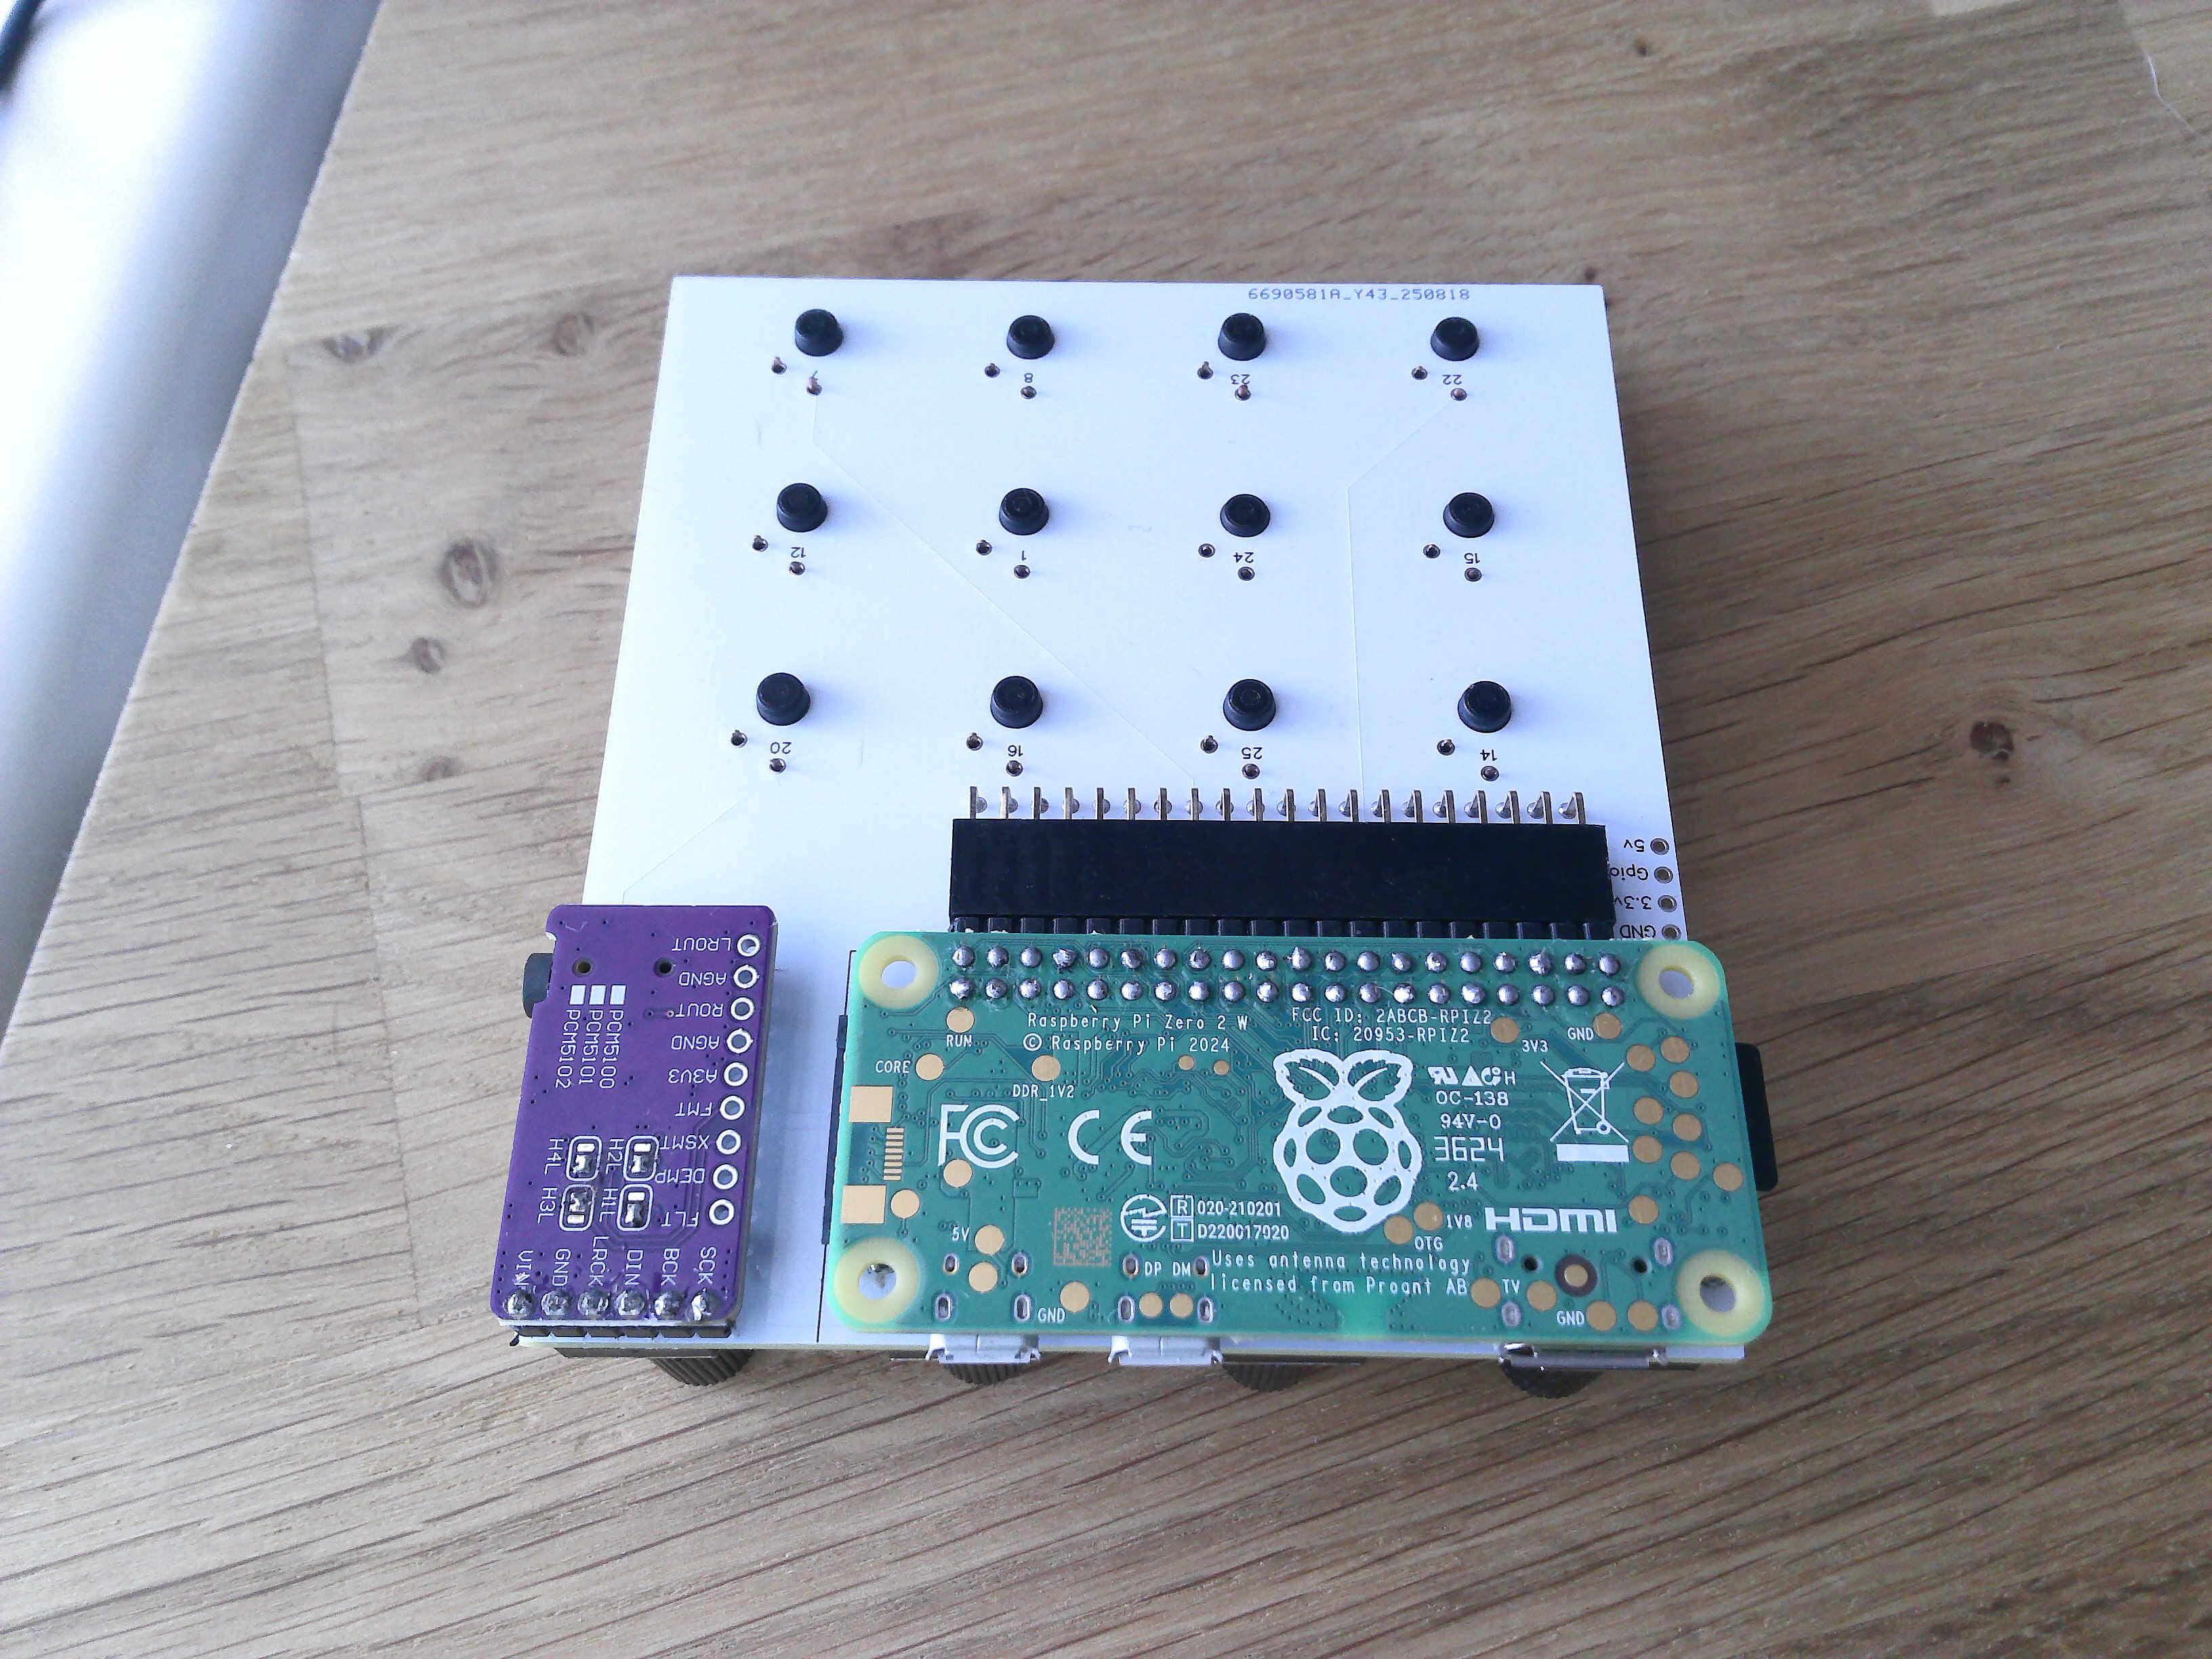 6690581A_Y43_250818
7
8
23
22
12
1
24
15
20
16
25
14
5v
Gpio
3.3v
GND
LROUT
AGND
ROUT
AGND
A3V3
FMT
XSMT
DEMP
FLT
PCM5100
PCM5101
PCM5102
H4L
H2L
H3L
H1L
VIN
GND
LRCK
DIN
BCK
SCK
Raspberry Pi Zero 2 W
© Raspberry Pi 2024
FCC ID: 2ABCB-RPIZ2
IC: 20953-RPIZ2
RUN
3V3
GND
CORE
DDR_1V2
FC
CE
OC-138
94V-0
3624
2.4
R 020-210201
T D220017020
5V
1V8
HDMI
OTG
Uses antenna technology
licensed from Proant AB
DP DM
TV
GND
GND